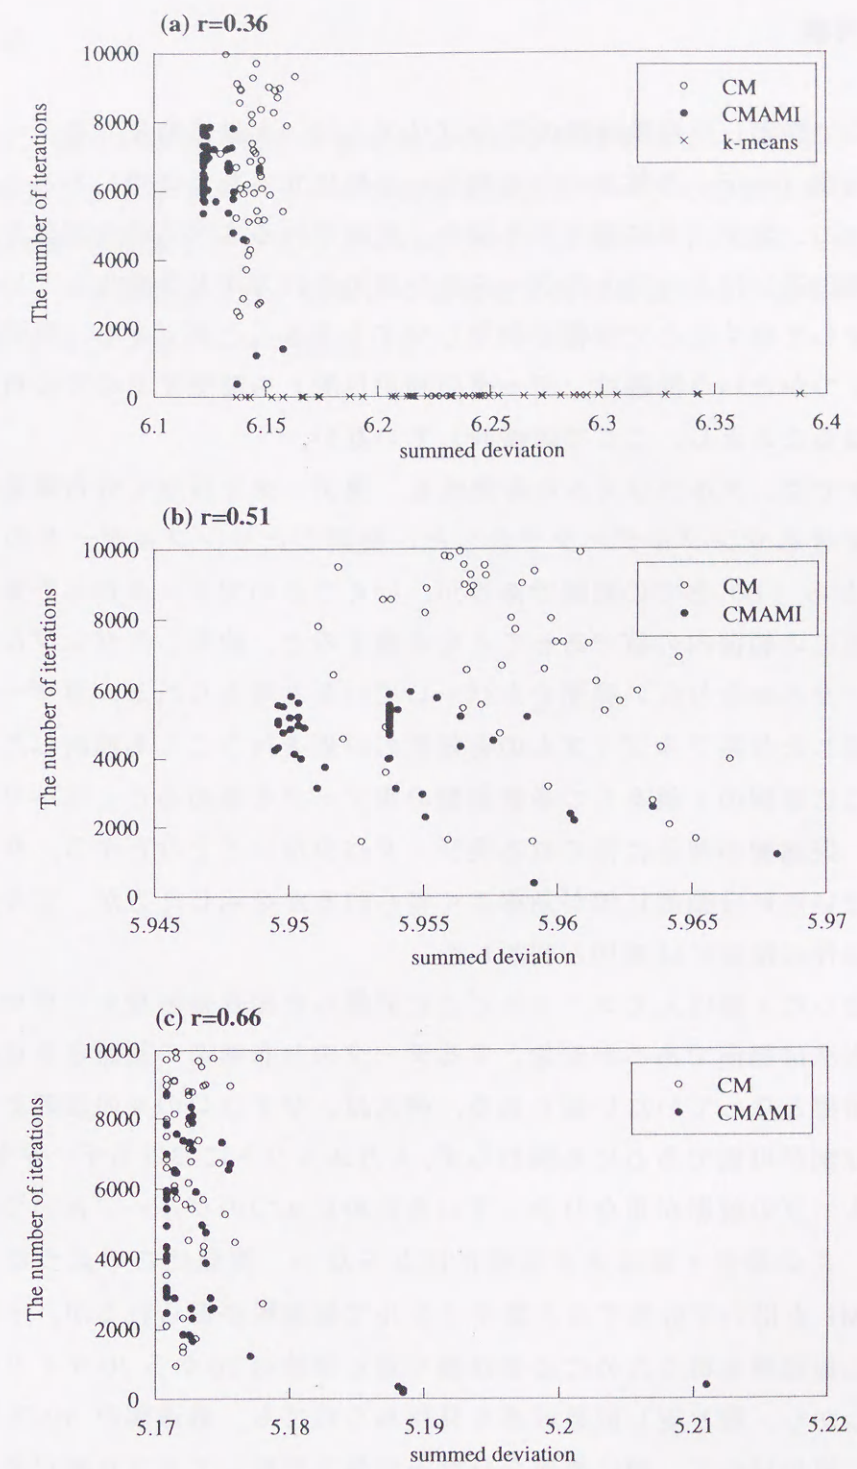 (a) r=0.36
10000
8000
6000
4000
2000
0
The number of iterations
CM
CMAMI
k-means
6.1 6.15 6.2 6.25 6.3 6.35 6.4
summed deviation
(b) r=0.51
10000
8000
6000
4000
2000
0
The number of iterations
CM
CMAMI
5.945 5.95 5.955 5.96 5.965 5.97
summed deviation
(c) r=0.66
10000
8000
6000
4000
2000
0
The number of iterations
CM
CMAMI
5.17 5.18 5.19 5.2 5.21 5.22
summed deviation